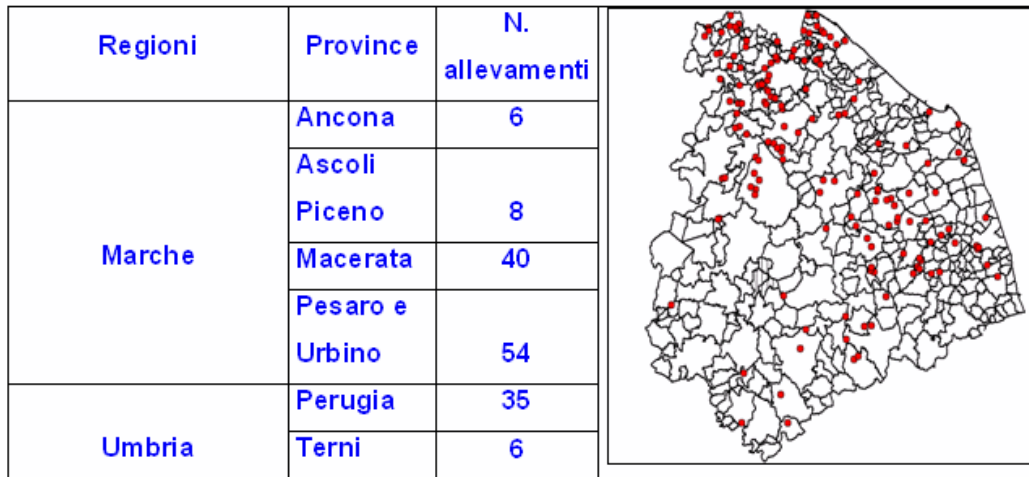 Regioni Province N.
allevamenti
Marche
Ancona 6
Ascoli
Piceno 8
Macerata 40
Pesaro e
Urbino 54
Umbria
Perugia 35
Terni 6